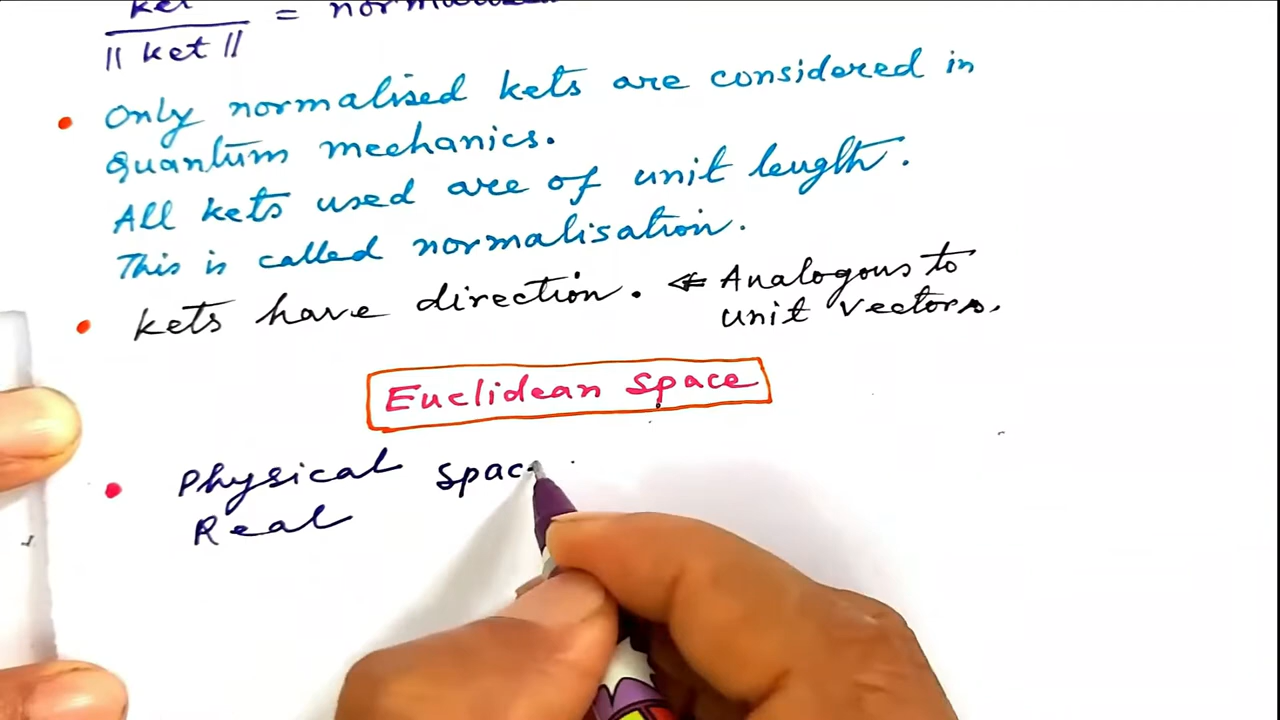 ket
|| ket || =
Only normalised kets are considered in
quantum mechanics.
All kets used are of unit length.
This is called normalisation.
kets have direction. ⇐ Analogous to
unit vectors.
Euclidean space
Physical spac
Real